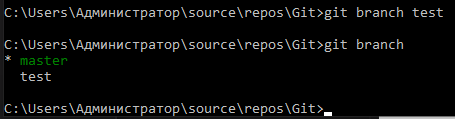 C:\Users\Администратор\source\repos\Git>git branch test
C:\Users\Администратор\source\repos\Git>git branch
* master
  test
C:\Users\Администратор\source\repos\Git>